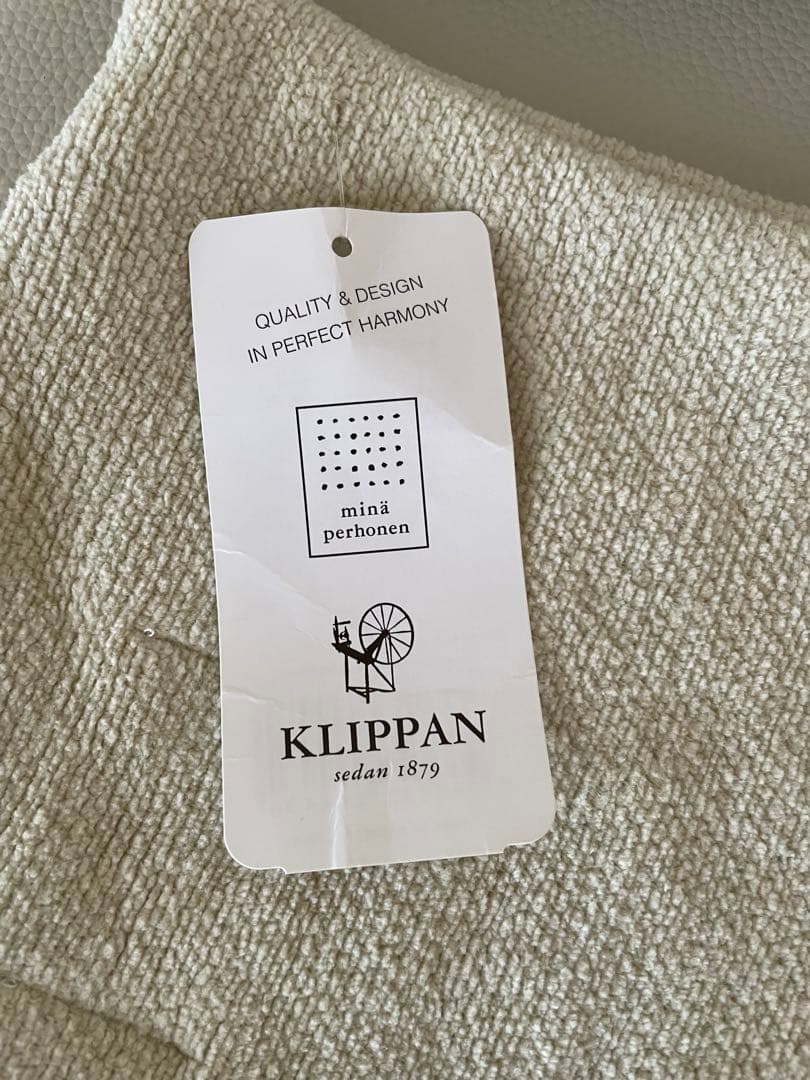 QUALITY & DESIGN
IN PERFECT HARMONY
minä
perhonen
KLIPPAN
sedan 1879